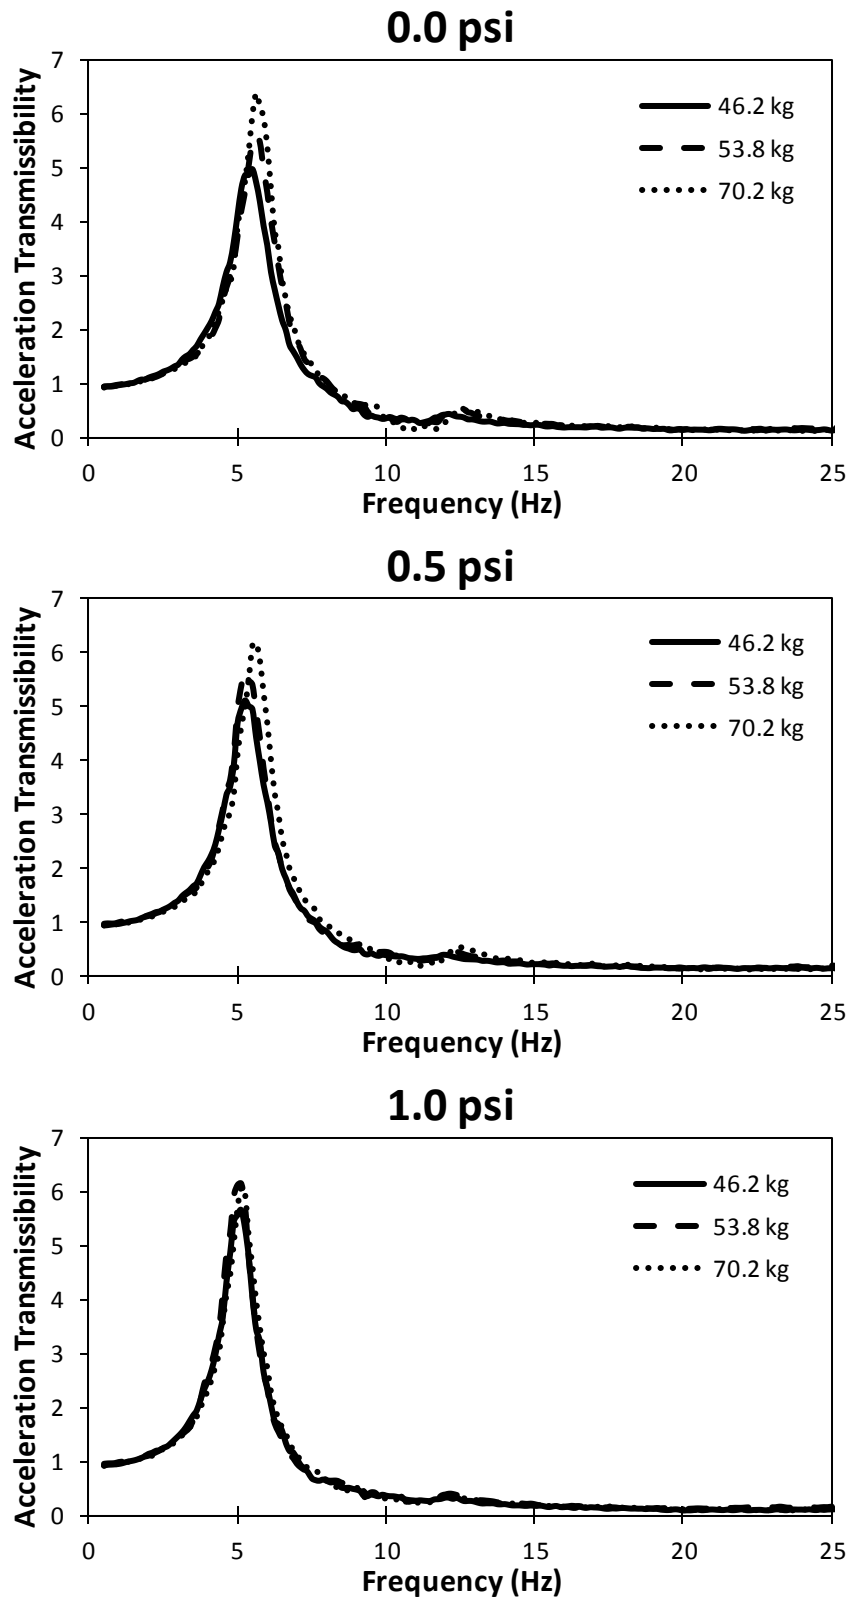 0.0 psi
Acceleration Transmissibility
7
6
5
4
3
2
1
0
46.2 kg
53.8 kg
70.2 kg
0 5 10 15 20 25
Frequency (Hz)
0.5 psi
Acceleration Transmissibility
7
6
5
4
3
2
1
0
46.2 kg
53.8 kg
70.2 kg
0 5 10 15 20 25
Frequency (Hz)
1.0 psi
Acceleration Transmissibility
7
6
5
4
3
2
1
0
46.2 kg
53.8 kg
70.2 kg
0 5 10 15 20 25
Frequency (Hz)